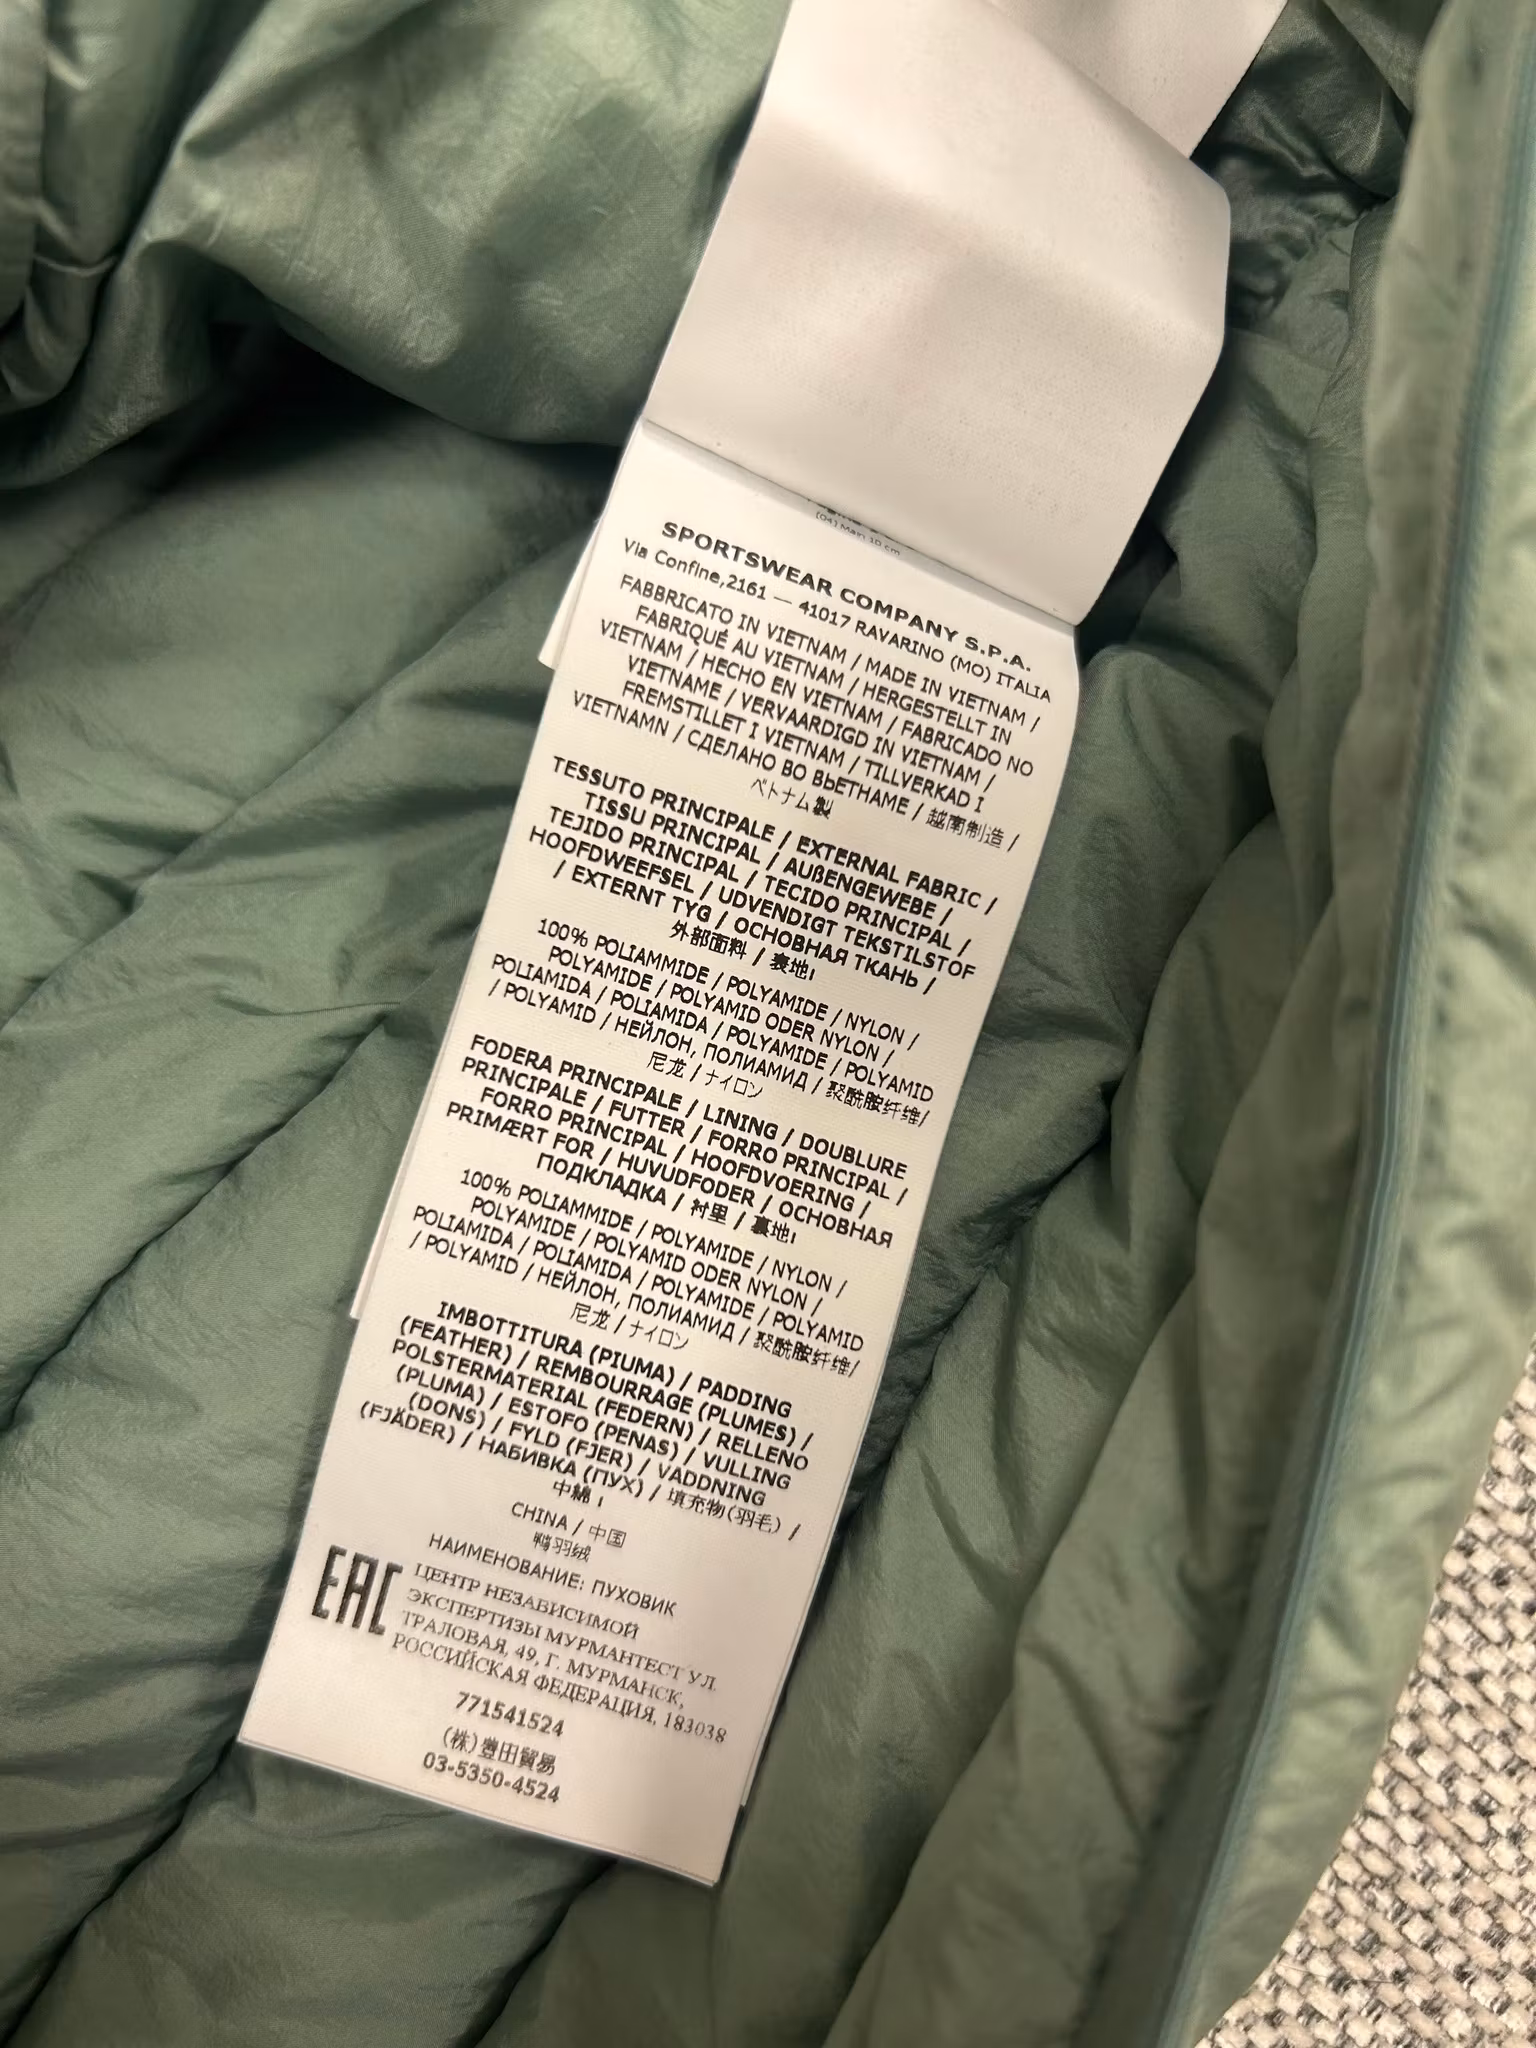 (04) Main 10 cm
SPORTSWEAR COMPANY S.P.A.
Via Confine,2161 — 41017 RAVARINO (MO) ITALIA
FABBRICATO IN VIETNAM / MADE IN VIETNAM /
FABRIQUÉ AU VIETNAM / HERGESTELLT IN
VIETNAM / HECHO EN VIETNAM / FABRICADO NO
VIETNAME / VERVAARDIGD IN VIETNAM /
FREMSTILLET I VIETNAM / TILLVERKAD I
VIETNAMN / СДЕЛАНО ВО ВЬЕТНАМЕ / 越南制造 /
ベトナム製
TESSUTO PRINCIPALE / EXTERNAL FABRIC /
TISSU PRINCIPAL / AUßENGEWEBE /
TEJIDO PRINCIPAL / TECIDO PRINCIPAL /
HOOFDWEEFSEL / UDVENDIGT TEKSTILSTOF
/ EXTERNT TYG / ОСНОВНАЯ ТКАНЬ /
外部面料 / 裏地:
100% POLIAMMIDE / POLYAMIDE / NYLON /
POLYAMIDE / POLYAMID ODER NYLON /
POLIAMIDA / POLIAMIDA / POLYAMIDE / POLYAMID
/ POLYAMID / НЕЙЛОН, ПОЛИАМИД / 聚酰胺纤维/
尼龙 / ナイロン
FODERA PRINCIPALE / LINING / DOUBLURE
PRINCIPALE / FUTTER / FORRO PRINCIPAL /
FORRO PRINCIPAL / HOOFDVOERING /
PRIMÆRT FOR / HUVUDFODER / ОСНОВНАЯ
ПОДКЛАДКА / 衬里 / 裏地:
100% POLIAMMIDE / POLYAMIDE / NYLON /
POLYAMIDE / POLYAMID ODER NYLON /
POLIAMIDA / POLIAMIDA / POLYAMIDE / POLYAMID
/ POLYAMID / НЕЙЛОН, ПОЛИАМИД / 聚酰胺纤维/
尼龙 / ナイロン
IMBOTTITURA (PIUMA) / PADDING
(FEATHER) / REMBOURRAGE (PLUMES) /
POLSTERMATERIAL (FEDERN) / RELLENO
(PLUMA) / ESTOFO (PENAS) / VULLING
(DONS) / FYLD (FJER) / VADDNING
(FJÄDER) / НАБИВКА (ПУХ) / 填充物(羽毛) /
中綿 :
CHINA / 中国
鸭羽绒
НАИМЕНОВАНИЕ: ПУХОВИК
EAC
ЦЕНТР НЕЗАВИСИМОЙ
ЭКСПЕРТИЗЫ МУРМАНТЕСТ УЛ.
ТРАЛОВАЯ, 49, Г. МУРМАНСК,
РОССИЙСКАЯ ФЕДЕРАЦИЯ, 183038
771541524
(株)豊田貿易
03-5350-4524